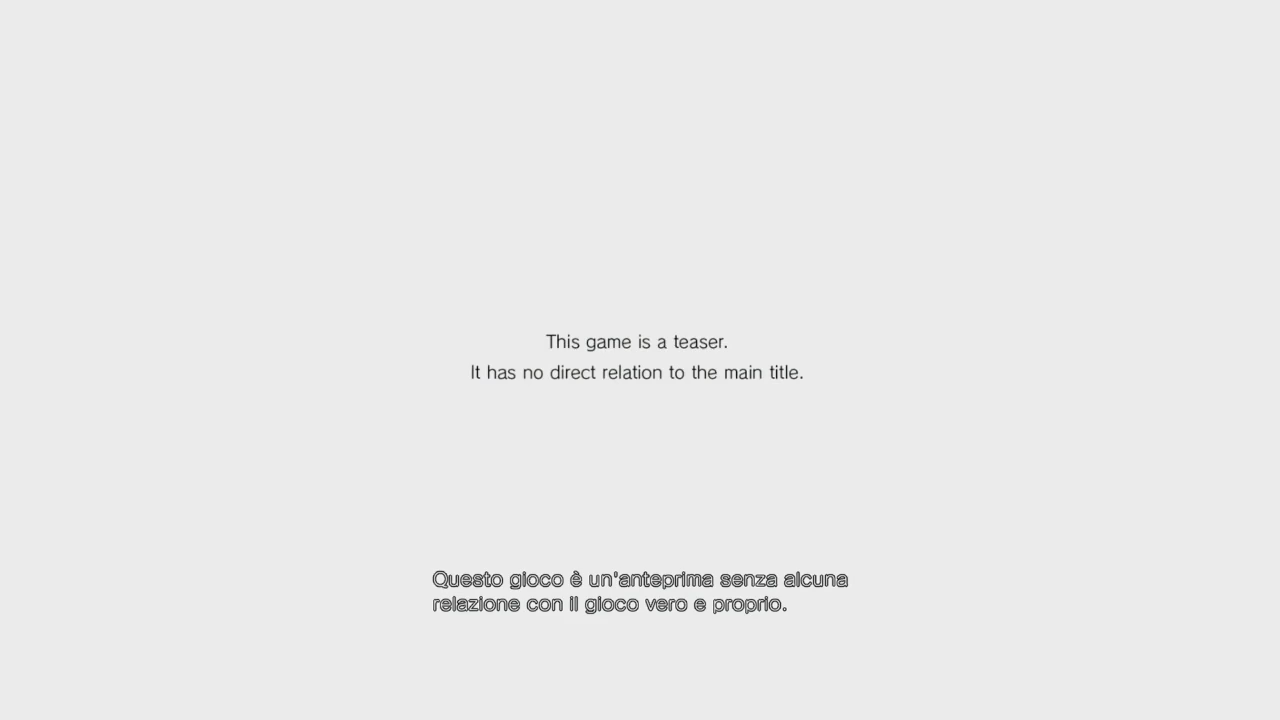 This game is a teaser.
It has no direct relation to the main title.
Questo gioco è un'anteprima senza alcuna
relazione con il gioco vero e proprio.